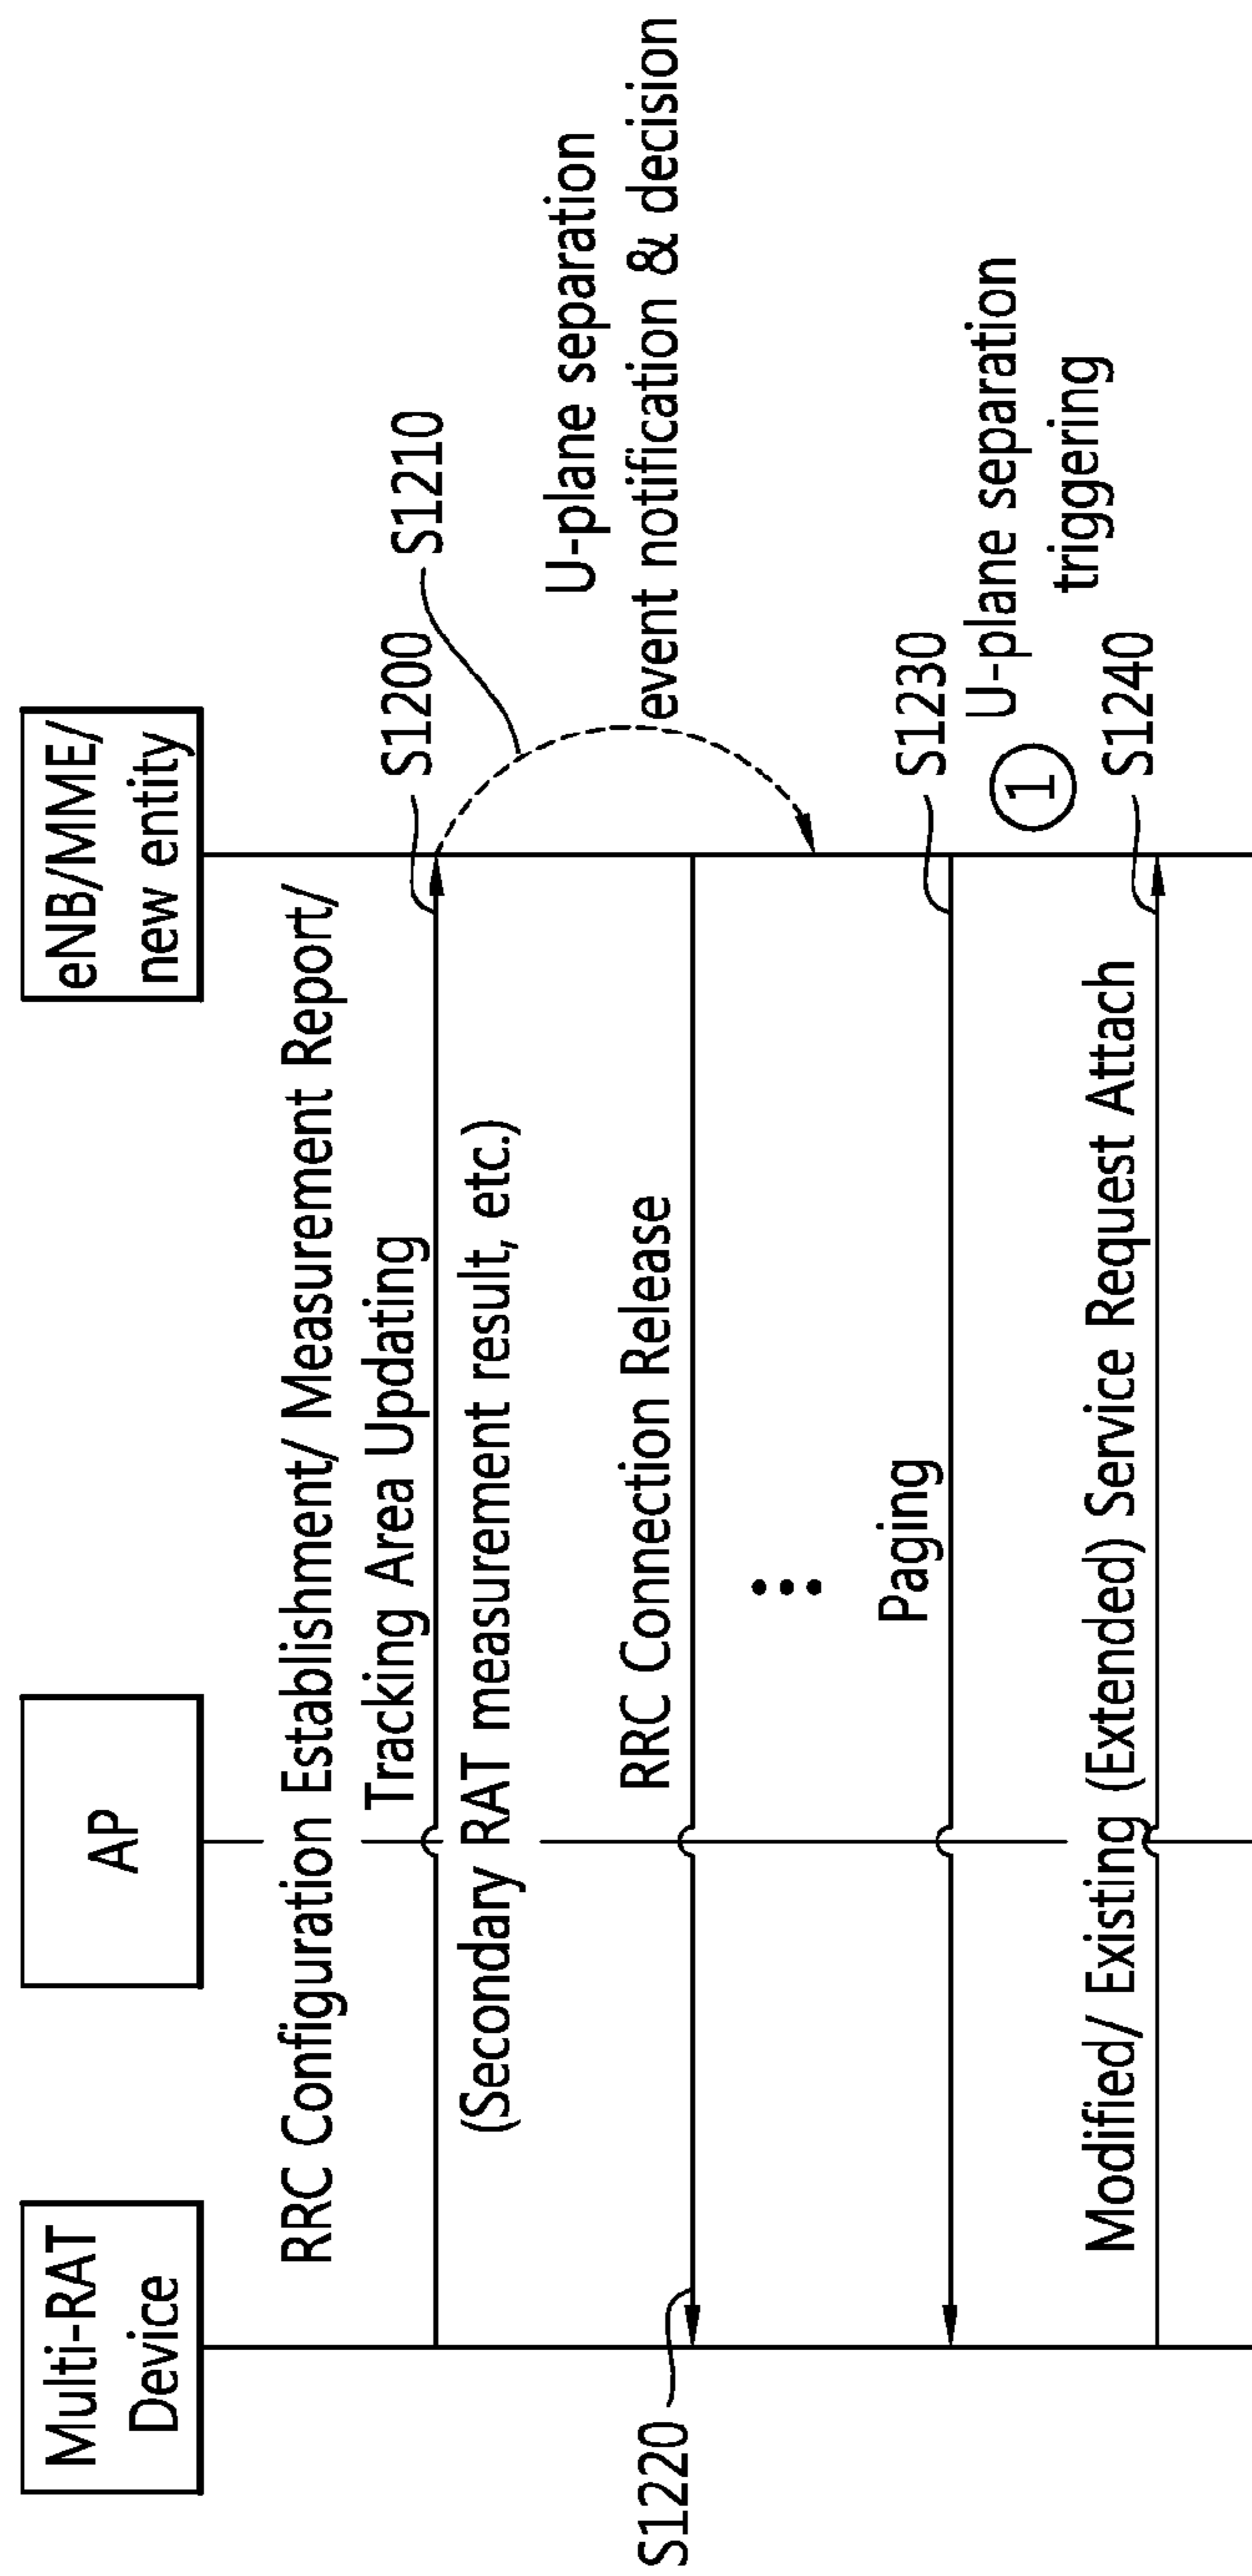 Multi-RAT
Device
AP
eNB/MME/
new entity
RRC Configuration Establishment/ Measurement Report/
Tracking Area Updating
S1200
(Secondary RAT measurement result, etc.)
S1210
U-plane separation
event notification & decision
S1220
RRC Connection Release
Paging
S1230
U-plane separation
triggering
1
Modified/ Existing (Extended) Service Request Attach
S1240